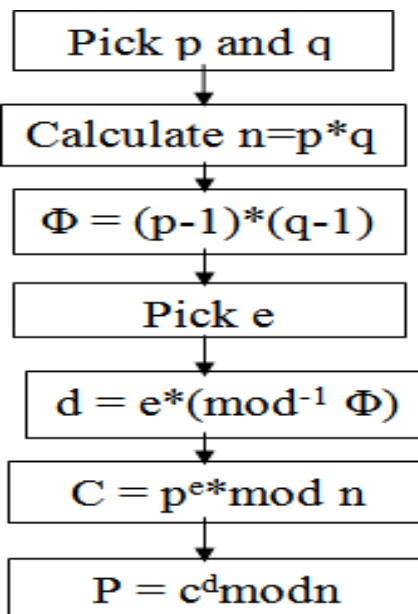 Pick p and q
Calculate n=p*q
Φ = (p-1)*(q-1)
Pick e
d = e*(mod⁻¹ Φ)
C = pᵉ*mod n
P = cᵈmodn